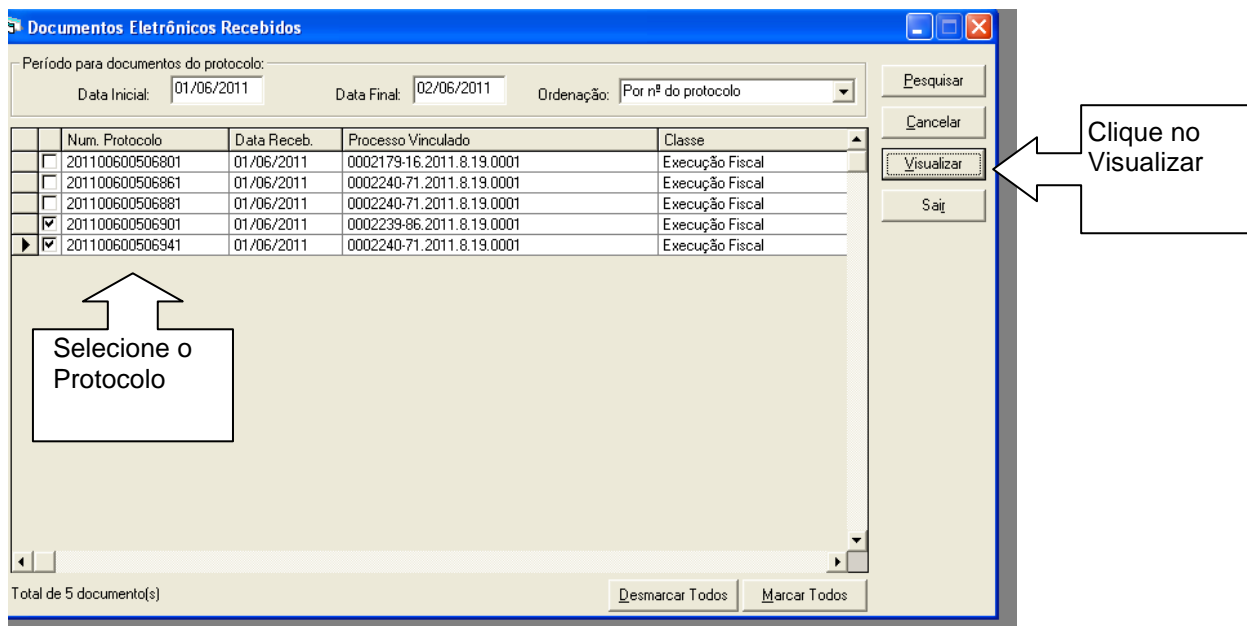 Documentos Eletrônicos Recebidos
Período para documentos do protocolo:
Data Inicial: 01/06/2011 Data Final: 02/06/2011 Ordenação: Por nº do protocolo
Pesquisar
Cancelar
Visualizar
Sair
Num. Protocolo Data Receb. Processo Vinculado Classe
201100600506801 01/06/2011 0002179-16.2011.8.19.0001 Execução Fiscal
201100600506861 01/06/2011 0002240-71.2011.8.19.0001 Execução Fiscal
201100600506881 01/06/2011 0002240-71.2011.8.19.0001 Execução Fiscal
201100600506901 01/06/2011 0002239-86.2011.8.19.0001 Execução Fiscal
201100600506941 01/06/2011 0002240-71.2011.8.19.0001 Execução Fiscal
Clique no
Visualizar
Selecione o
Protocolo
Total de 5 documento(s) Desmarcar Todos Marcar Todos